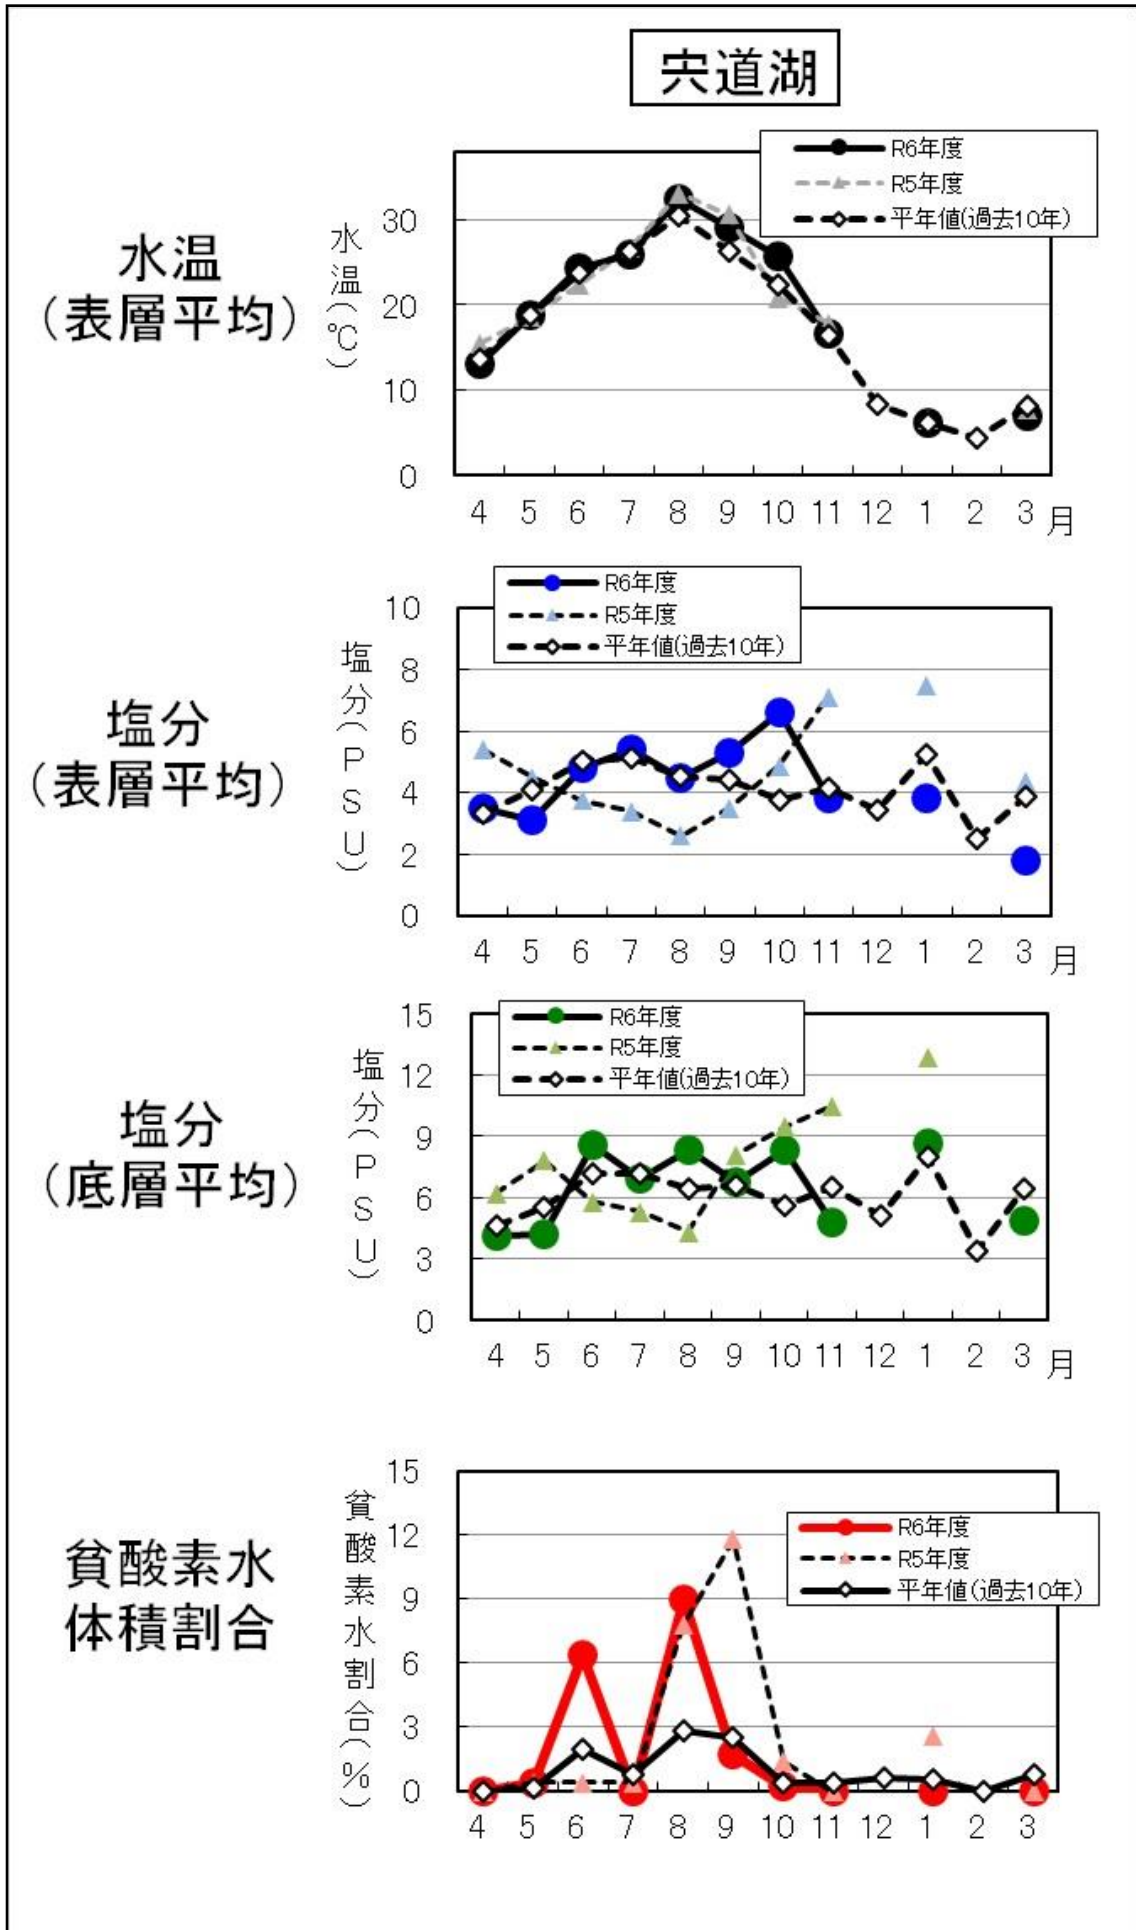 宍道湖
水温
(表層平均)
水温(℃)
R6年度
R5年度
平年値(過去10年)
30
20
10
0
4 5 6 7 8 9 10 11 12 1 2 3 月
塩分
(表層平均)
塩分(PSU)
R6年度
R5年度
平年値(過去10年)
10
8
6
4
2
0
4 5 6 7 8 9 10 11 12 1 2 3 月
塩分
(底層平均)
塩分(PSU)
R6年度
R5年度
平年値(過去10年)
15
12
9
6
3
0
4 5 6 7 8 9 10 11 12 1 2 3 月
貧酸素水
体積割合
貧酸素水割合(%)
R6年度
R5年度
平年値(過去10年)
15
12
9
6
3
0
4 5 6 7 8 9 10 11 12 1 2 3